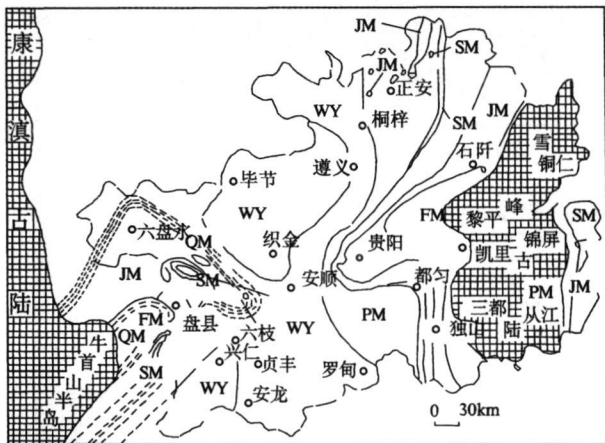 康滇古陆
JM
SM
JM
正安
WY
桐梓
SM
JM
雪
铜仁
石阡
遵义
毕节
FM
黎平
峰
SM
WY
六盘水
QM
织金
贵阳
凯里
锦屏
古
JM
SM
安顺
都匀
PM
JM
FM
盘县
三都
从江
陆
QM
六枝
WY
PM
独山
牛首山半岛
兴仁
贞丰
罗甸
SM
WY
安龙
0 30km